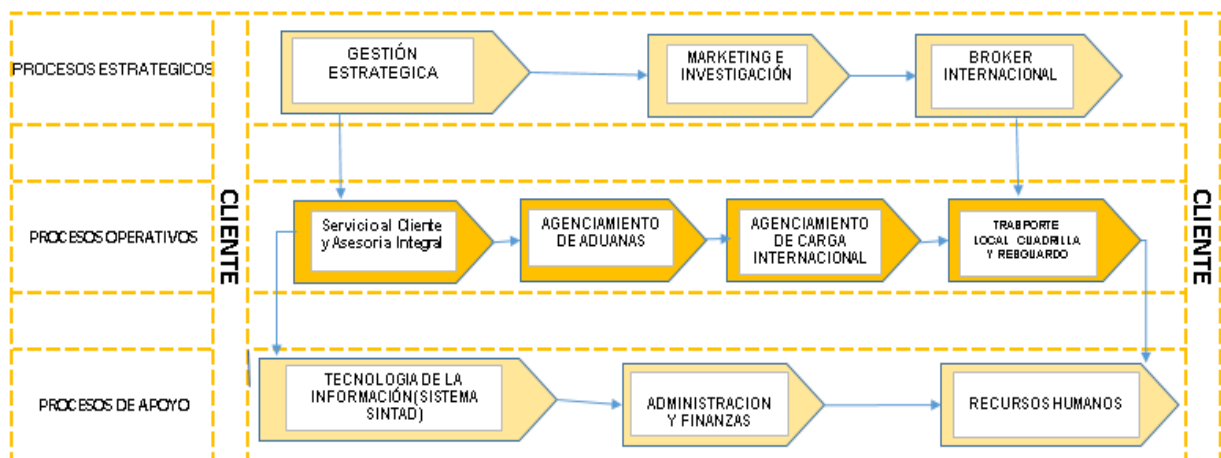 PROCESOS ESTRATEGICOS
GESTIÓN
ESTRATEGICA
MARKETING E
INVESTIGACIÓN
BROKER
INTERNACIONAL
CLIENTE
CLIENTE
PROCESOS OPERATIVOS
Servicio al Cliente
y Asesoria Integral
AGENCIAMIENTO
DE ADUANAS
AGENCIAMIENTO
DE CARGA
INTERNACIONAL
TRASPORTE
LOCAL CUADRILLA
Y RESGUARDO
PROCESOS DE APOYO
TECNOLOGIA DE LA
INFORMACIÓN(SISTEMA
SINTAD)
ADMINISTRACION
Y FINANZAS
RECURSOS HUMANOS